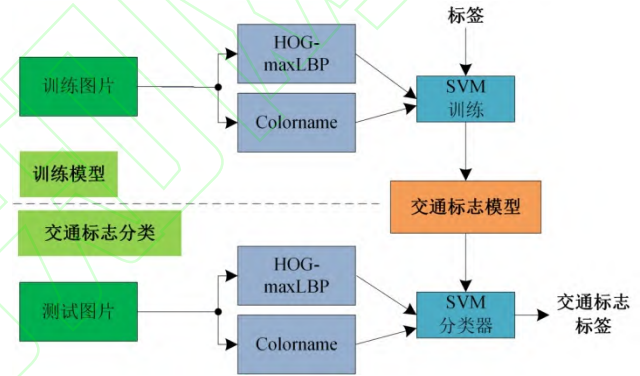 标签
HOG-
maxLBP
训练图片
SVM
训练
Colorname
训练模型
交通标志模型
交通标志分类
HOG-
maxLBP
测试图片
SVM
分类器
交通标志
标签
Colorname